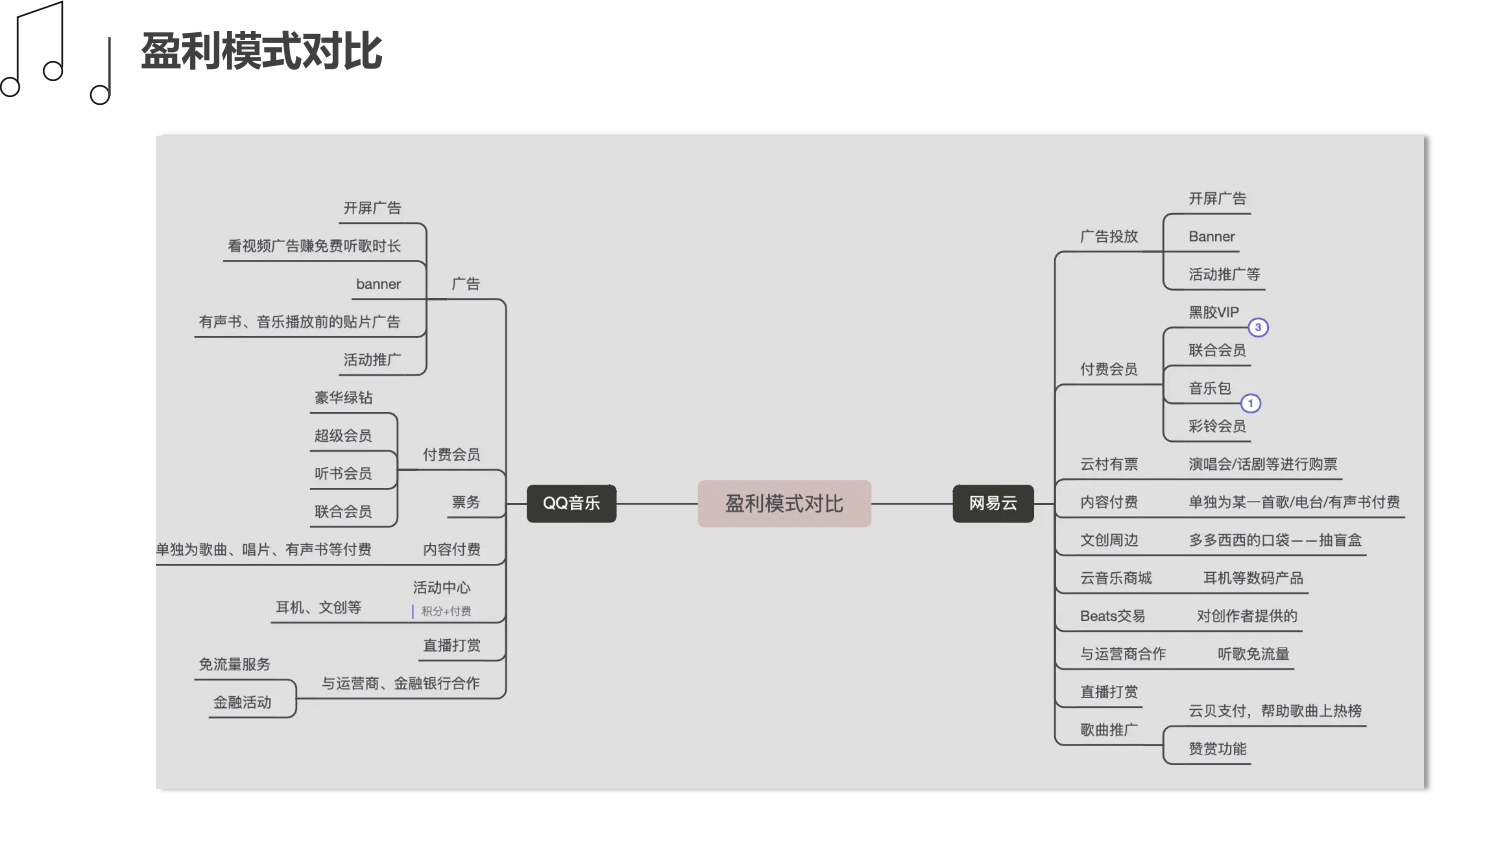 盈利模式对比
开屏广告
看视频广告赚免费听歌时长
banner
广告
有声书、音乐播放前的贴片广告
活动推广
豪华绿钻
超级会员
付费会员
听书会员
票务
联合会员
QQ音乐
单独为歌曲、唱片、有声书等付费
内容付费
活动中心
积分+付费
耳机、文创等
直播打赏
免流量服务
与运营商、金融银行合作
金融活动
盈利模式对比
网易云
开屏广告
广告投放
Banner
活动推广等
黑胶VIP
3
联合会员
付费会员
音乐包
1
彩铃会员
云村有票
演唱会/话剧等进行购票
内容付费
单独为某一首歌/电台/有声书付费
文创周边
多多西西的口袋——抽盲盒
云音乐商城
耳机等数码产品
Beats交易
对创作者提供的
与运营商合作
听歌免流量
直播打赏
云贝支付，帮助歌曲上热榜
歌曲推广
赞赏功能